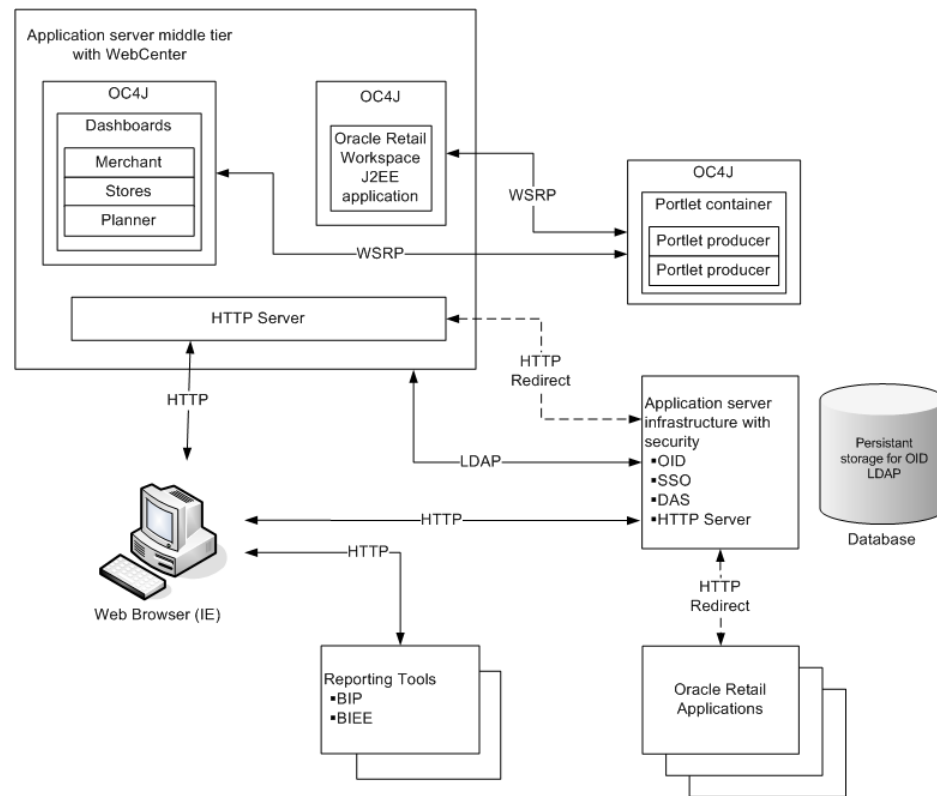 Application server middle tier
with WebCenter
OC4J
Dashboards
Merchant
Stores
Planner
OC4J
Oracle Retail
Workspace
J2EE
application
WSRP
WSRP
OC4J
Portlet container
Portlet producer
Portlet producer
HTTP Server
HTTP
Redirect
HTTP
LDAP
Application server
infrastructure with
security
▪OID
▪SSO
▪DAS
▪HTTP Server
Persistant
storage for OID
LDAP
Database
HTTP
HTTP
Web Browser (IE)
HTTP
Redirect
Reporting Tools
▪BIP
▪BIEE
Oracle Retail
Applications